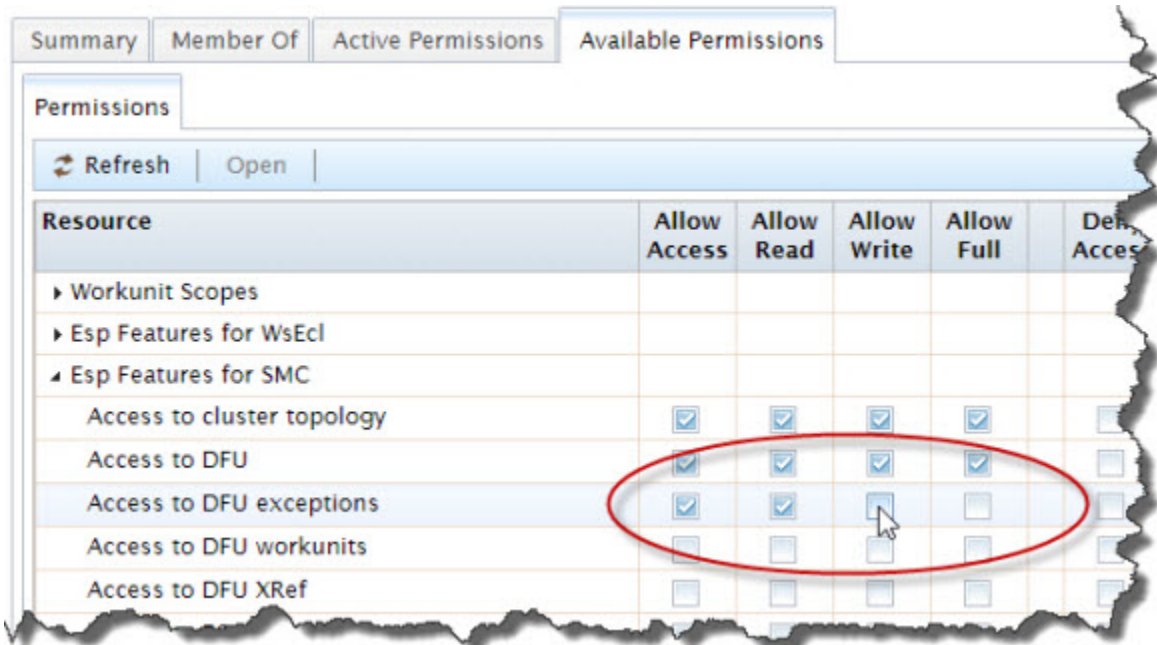 Summary Member Of Active Permissions Available Permissions
Permissions
Refresh Open
Resource Allow Access Allow Read Allow Write Allow Full
Workunit Scopes
Esp Features for WsEcl
Esp Features for SMC
Access to cluster topology
Access to DFU
Access to DFU exceptions
Access to DFU workunits
Access to DFU XRef